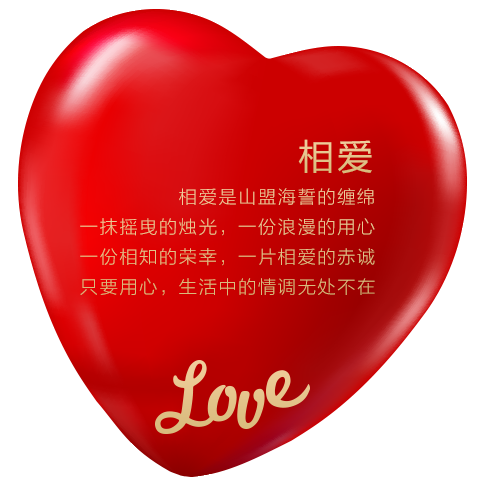 相爱
相爱是山盟海誓的缠绵
一抹摇曳的烛光，一份浪漫的用心
一份相知的荣幸，一片相爱的赤诚
只要用心，生活中的情调无处不在
Love